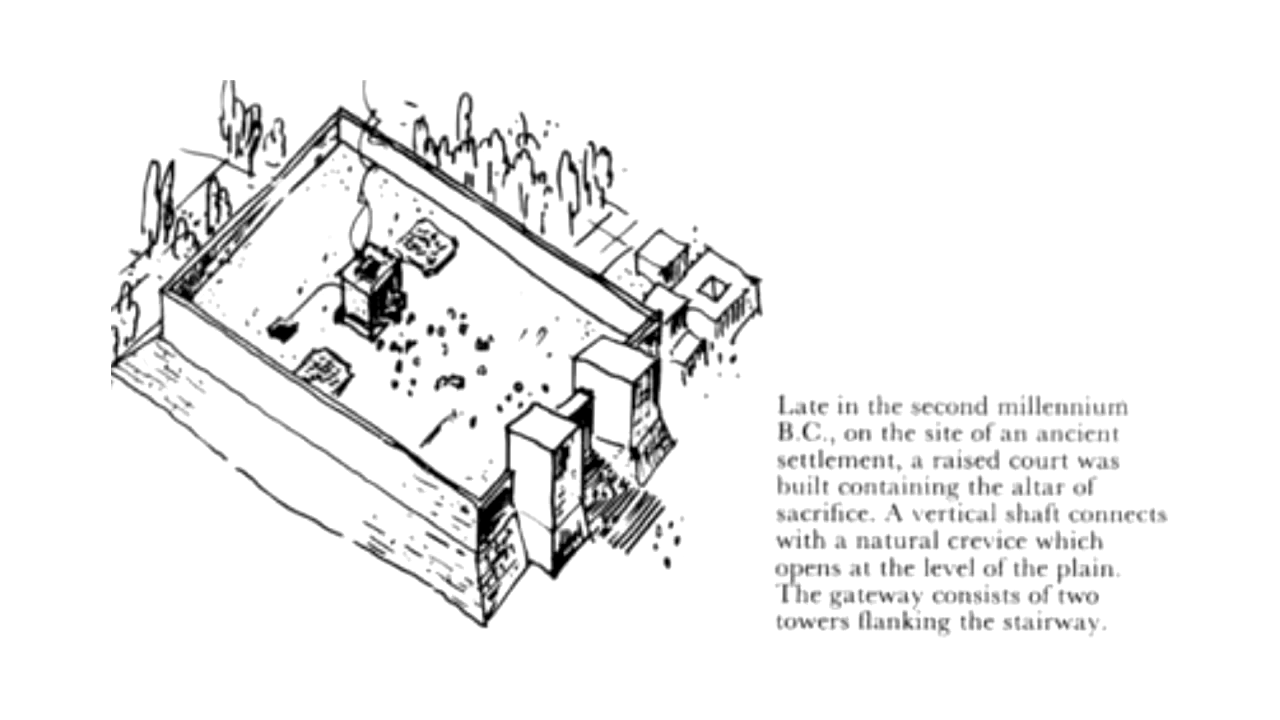 Late in the second millennium
B.C., on the site of an ancient
settlement, a raised court was
built containing the altar of
sacrifice. A vertical shaft connects
with a natural crevice which
opens at the level of the plain.
The gateway consists of two
towers flanking the stairway.